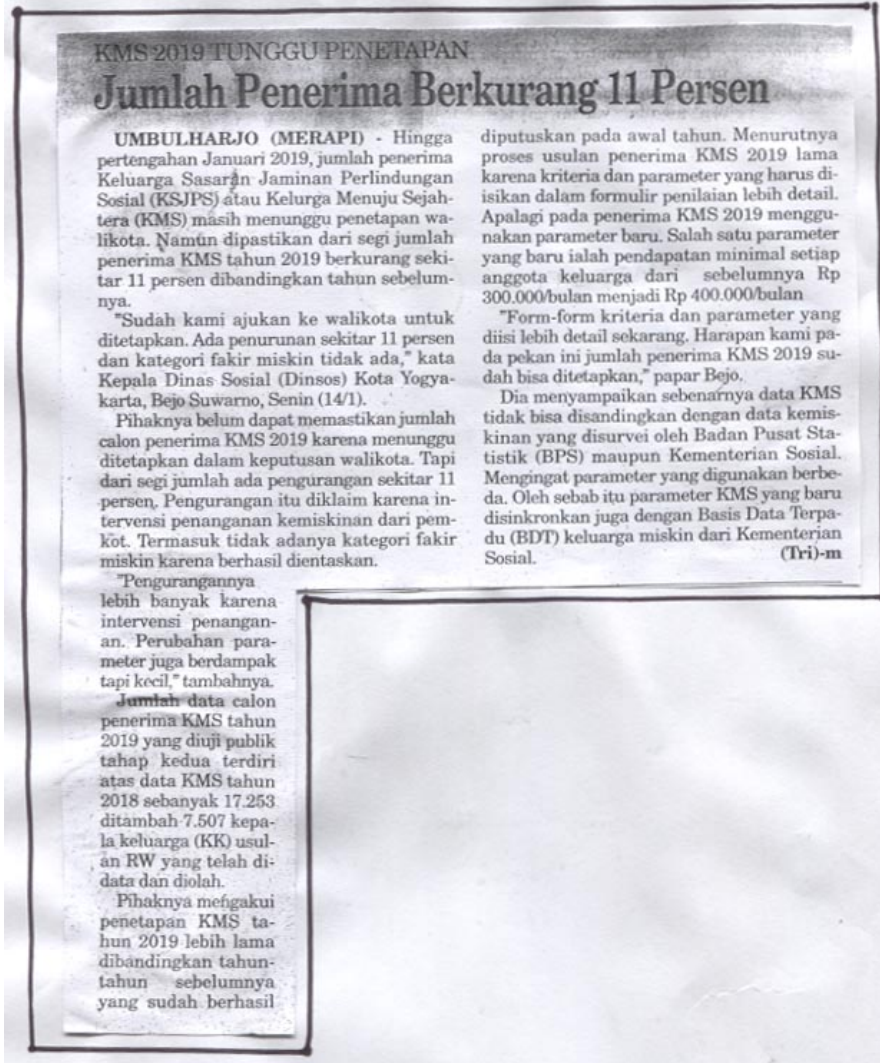 KMS 2019 TUNGGU PENETAPAN
Jumlah Penerima Berkurang 11 Persen
UMBULHARJO (MERAPI) - Hingga
pertengahan Januari 2019, jumlah penerima
Keluarga Sasaran Jaminan Perlindungan
Sosial (KSJPS) atau Kelurga Menuju Sejah-
tera (KMS) masih menunggu penetapan wa-
likota. Namun dipastikan dari segi jumlah
penerima KMS tahun 2019 berkurang seki-
tar 11 persen dibandingkan tahun sebelum-
nya.
"Sudah kami ajukan ke walikota untuk
ditetapkan. Ada penurunan sekitar 11 persen
dan kategori fakir miskin tidak ada," kata
Kepala Dinas Sosial (Dinsos) Kota Yogya-
karta, Bejo Suwarno, Senin (14/1).
Pihaknya belum dapat memastikan jumlah
calon penerima KMS 2019 karena menunggu
ditetapkan dalam keputusan walikota. Tapi
dari segi jumlah ada pengurangan sekitar 11
persen. Pengurangan itu diklaim karena in-
tervensi penanganan kemiskinan dari pem-
kot. Termasuk tidak adanya kategori fakir
miskin karena berhasil dientaskan.
"Pengurangannya
lebih banyak karena
intervensi penangan-
an. Perubahan para-
meter juga berdampak
tapi kecil," tambahnya.
Jumlah data calon
penerima KMS tahun
2019 yang diuji publik
tahap kedua terdiri
atas data KMS tahun
2018 sebanyak 17.253
ditambah 7.507 kepa-
la keluarga (KK) usul-
an RW yang telah di-
data dan diolah.
Pihaknya mengakui
penetapan KMS ta-
hun 2019 lebih lama
dibandingkan tahun-
tahun sebelumnya
yang sudah berhasil
diputuskan pada awal tahun. Menurutnya
proses usulan penerima KMS 2019 lama
karena kriteria dan parameter yang harus di-
isikan dalam formulir penilaian lebih detail.
Apalagi pada penerima KMS 2019 menggu-
nakan parameter baru. Salah satu parameter
yang baru ialah pendapatan minimal setiap
anggota keluarga dari sebelumnya Rp
300.000/bulan menjadi Rp 400.000/bulan
"Form-form kriteria dan parameter yang
diisi lebih detail sekarang. Harapan kami pa-
da pekan ini jumlah penerima KMS 2019 su-
dah bisa ditetapkan," papar Bejo.
Dia menyampaikan sebenarnya data KMS
tidak bisa disandingkan dengan data kemis-
kinan yang disurvei oleh Badan Pusat Sta-
tistik (BPS) maupun Kementerian Sosial.
Mengingat parameter yang digunakan berbe-
da. Oleh sebab itu parameter KMS yang baru
disinkronkan juga dengan Basis Data Terpa-
du (BDT) keluarga miskin dari Kementerian
Sosial. (Tri)-m